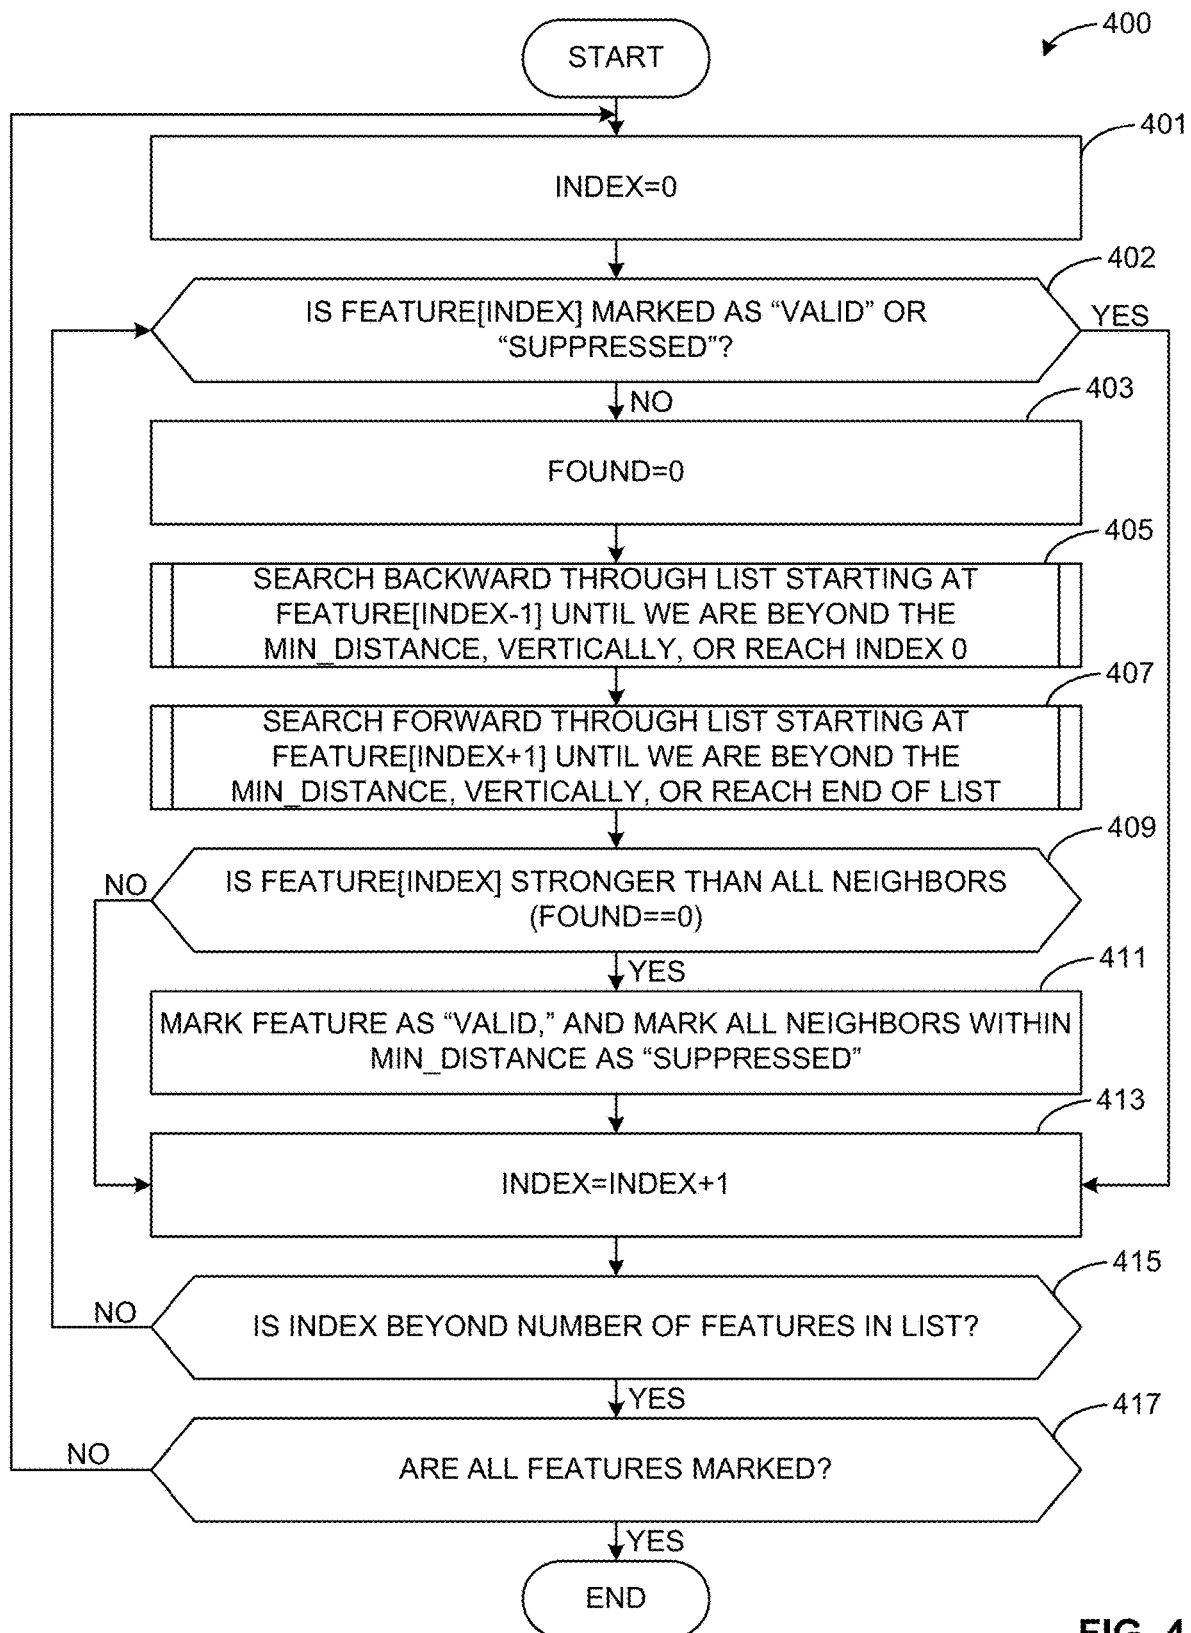 400
START
401
INDEX=0
402
IS FEATURE[INDEX] MARKED AS “VALID” OR
“SUPPRESSED”?
YES
NO
403
FOUND=0
405
SEARCH BACKWARD THROUGH LIST STARTING AT
FEATURE[INDEX-1] UNTIL WE ARE BEYOND THE
MIN_DISTANCE, VERTICALLY, OR REACH INDEX 0
407
SEARCH FORWARD THROUGH LIST STARTING AT
FEATURE[INDEX+1] UNTIL WE ARE BEYOND THE
MIN_DISTANCE, VERTICALLY, OR REACH END OF LIST
409
NO
IS FEATURE[INDEX] STRONGER THAN ALL NEIGHBORS
(FOUND==0)
YES
411
MARK FEATURE AS “VALID,” AND MARK ALL NEIGHBORS WITHIN
MIN_DISTANCE AS “SUPPRESSED”
413
INDEX=INDEX+1
415
NO
IS INDEX BEYOND NUMBER OF FEATURES IN LIST?
YES
417
NO
ARE ALL FEATURES MARKED?
YES
END
FIG. 4